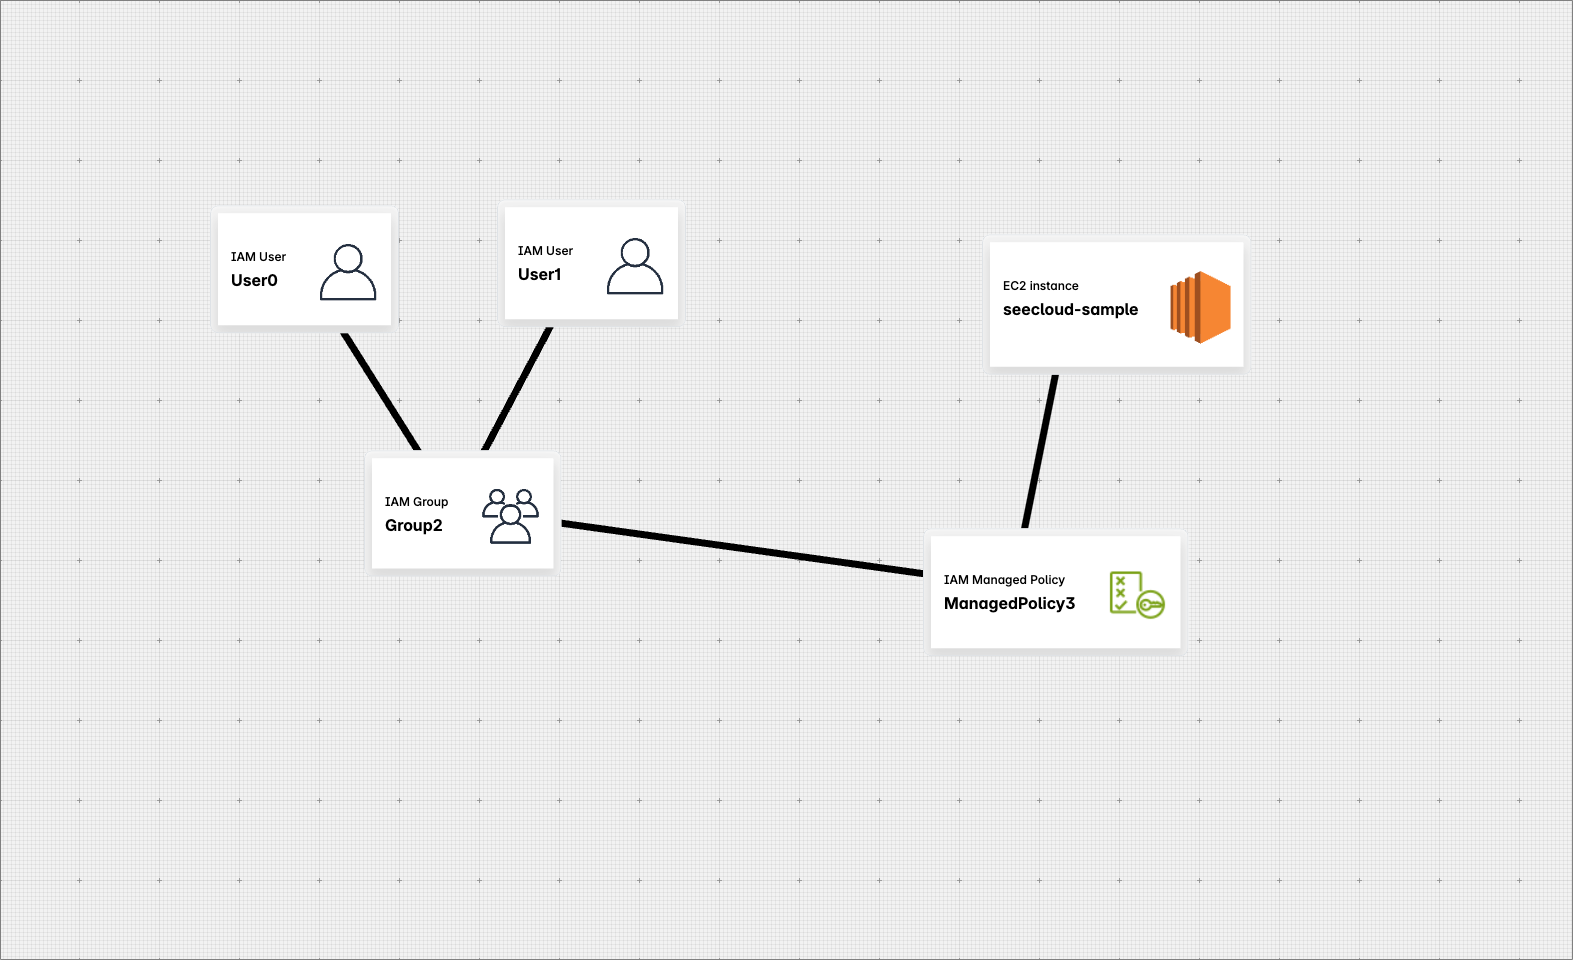 IAM User
User0
IAM User
User1
EC2 instance
seecloud-sample
IAM Group
Group2
IAM Managed Policy
ManagedPolicy3